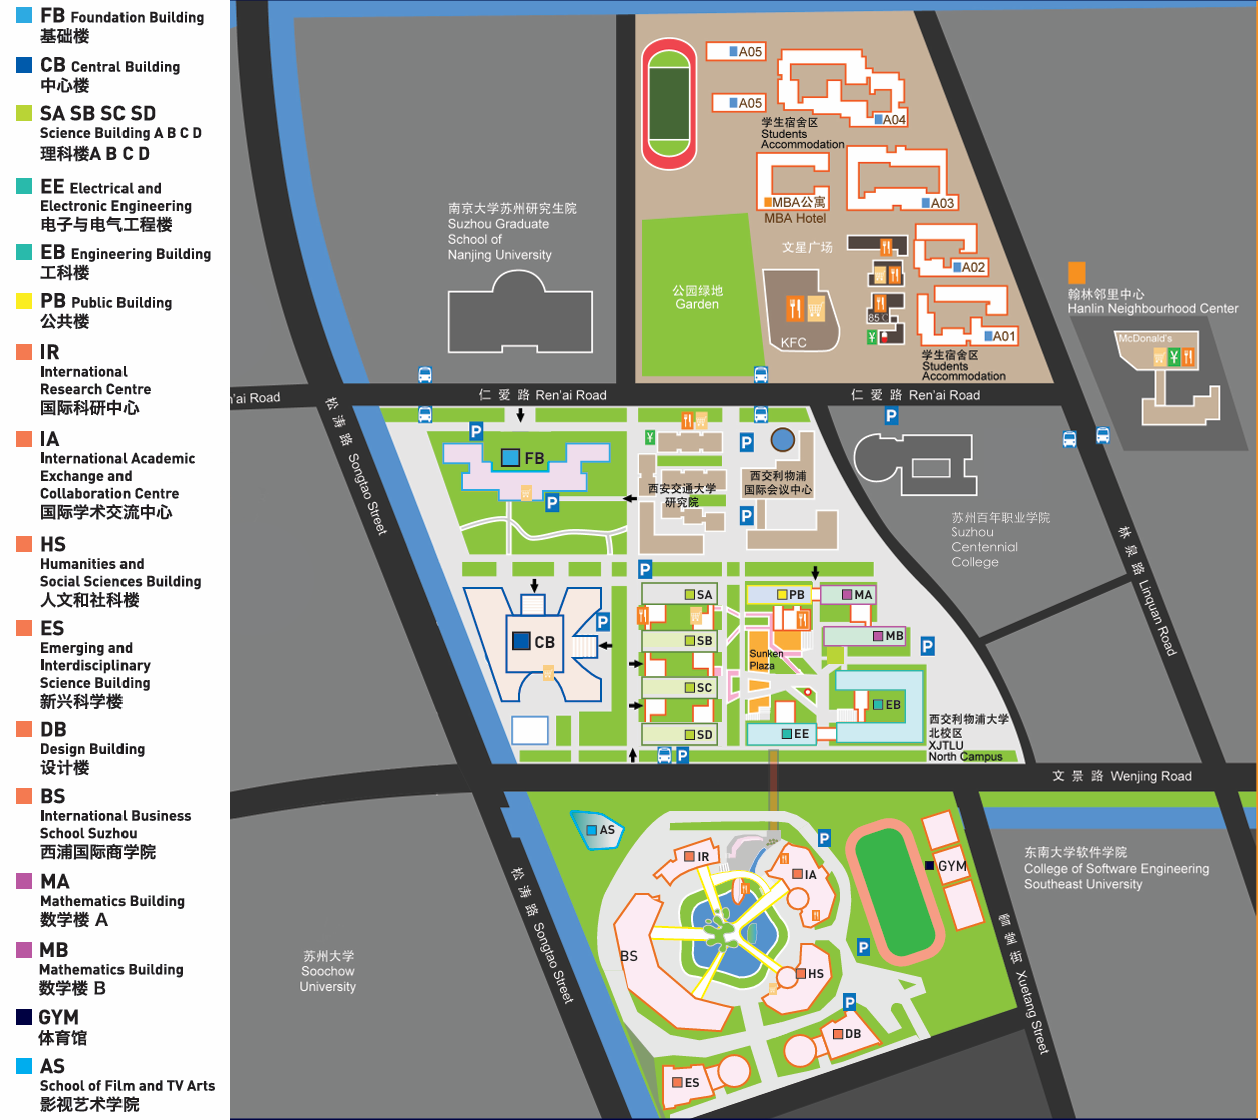 FB Foundation Building
基础楼
CB Central Building
中心楼
SA SB SC SD
Science Building A B C D
理科楼A B C D
EE Electrical and
Electronic Engineering
电子与电气工程楼
EB Engineering Building
工科楼
PB Public Building
公共楼
IR
International
Research Centre
国际科研中心
IA
International Academic
Exchange and
Collaboration Centre
国际学术交流中心
HS
Humanities and
Social Sciences Building
人文和社科楼
ES
Emerging and
Interdisciplinary
Science Building
新兴科学楼
DB
Design Building
设计楼
BS
International Business
School Suzhou
西浦国际商学院
MA
Mathematics Building
数学楼 A
MB
Mathematics Building
数学楼 B
GYM
体育馆
AS
School of Film and TV Arts
影视艺术学院
A05
A05
A04
学生宿舍区
Students
Accommodation
MBA公寓
MBA Hotel
A03
南京大学苏州研究生院
Suzhou Graduate
School of
Nanjing University
文星广场
A02
公园绿地
Garden
KFC
85
¥
A01
学生宿舍区
Students
Accommodation
翰林邻里中心
Hanlin Neighbourhood Center
McDonald's
¥
n'ai Road
仁 爱 路 Ren'ai Road
仁 爱 路 Ren'ai Road
松 涛 路 Songtao Street
P
P
¥
P
FB
P
西安交通大学
研究院
西交利物浦
国际会议中心
P
苏州百年职业学院
Suzhou
Centennial
College
林 泉 路 Linquan Road
P
SA
PB
MA
P
CB
SB
MB
P
Sunken
Plaza
SC
EB
SD
EE
西交利物浦大学
北校区
XJTLU
North Campus
P
文 景 路 Wenjing Road
AS
P
IR
IA
GYM
东南大学软件学院
College of Software Engineering
Southeast University
松 涛 路 Songtao Street
苏州大学
Soochow
University
BS
P
HS
P
DB
ES
Xuetang Street